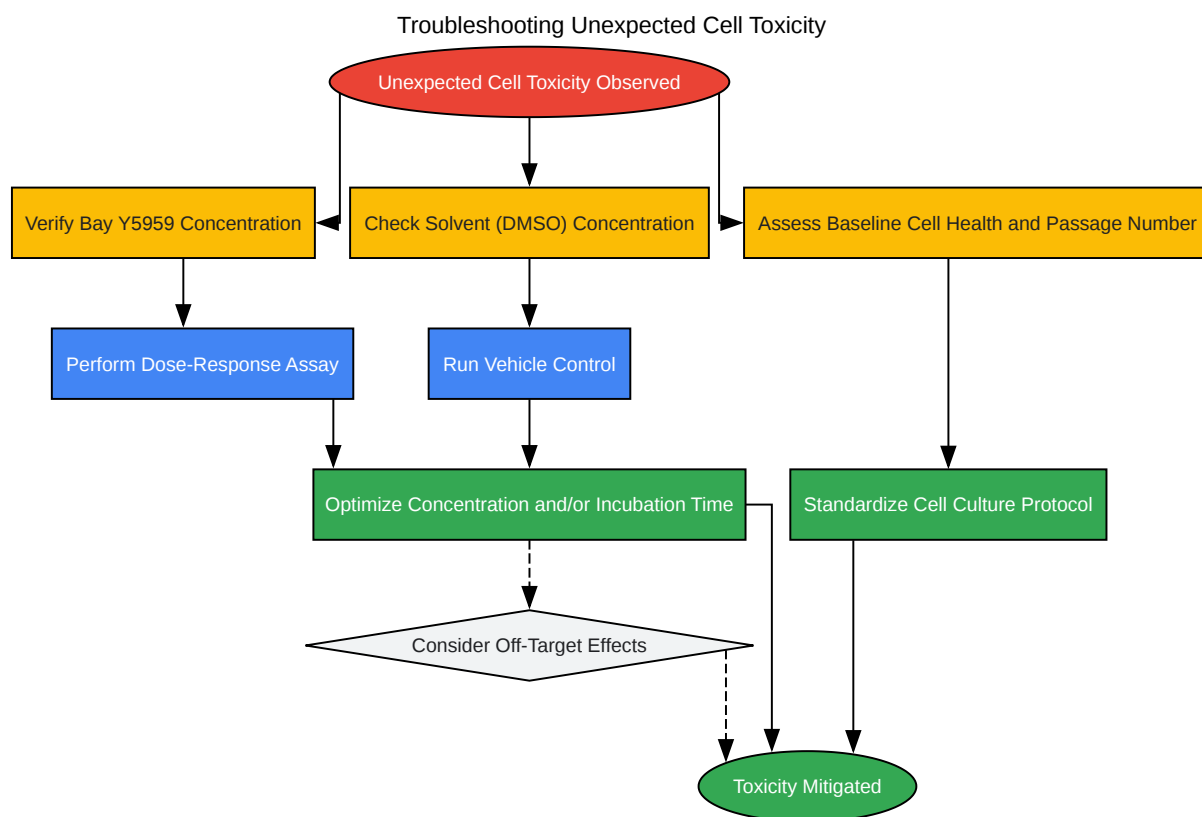 Troubleshooting Unexpected Cell Toxicity
Unexpected Cell Toxicity Observed
Verify Bay Y5959 Concentration
Check Solvent (DMSO) Concentration
Assess Baseline Cell Health and Passage Number
Perform Dose-Response Assay
Run Vehicle Control
Optimize Concentration and/or Incubation Time
Standardize Cell Culture Protocol
Consider Off-Target Effects
Toxicity Mitigated